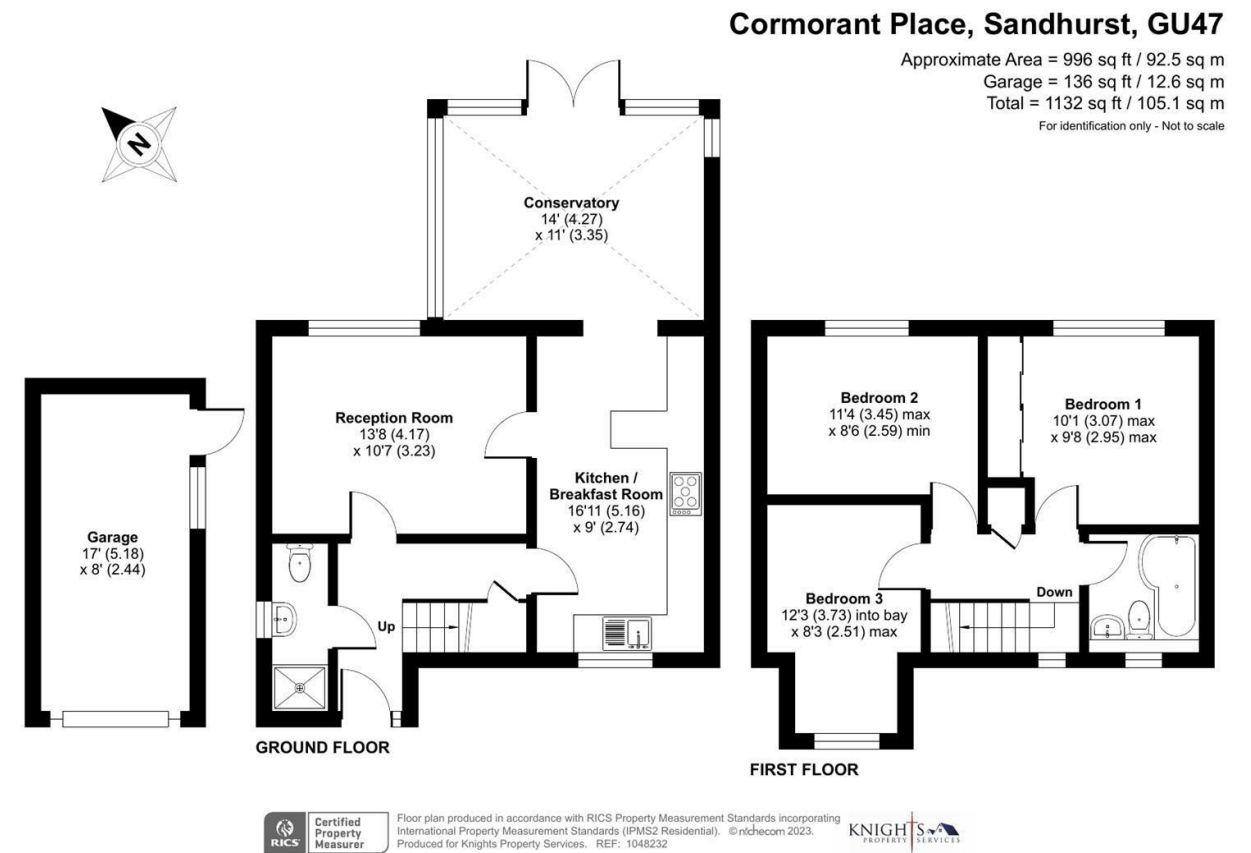 Cormorant Place, Sandhurst, GU47
Approximate Area = 996 sq ft / 92.5 sq m
Garage = 136 sq ft / 12.6 sq m
Total = 1132 sq ft / 105.1 sq m
For identification only - Not to scale
N
Conservatory
14' (4.27)
x 11' (3.35)
Reception Room
13'8 (4.17)
x 10'7 (3.23)
Kitchen /
Breakfast Room
16'11 (5.16)
x 9' (2.74)
Garage
17' (5.18)
x 8' (2.44)
Up
GROUND FLOOR
Bedroom 2
11'4 (3.45) max
x 8'6 (2.59) min
Bedroom 1
10'1 (3.07) max
x 9'8 (2.95) max
Bedroom 3
12'3 (3.73) into bay
x 8'3 (2.51) max
Down
FIRST FLOOR
RICS
Certified
Property
Measurer
Floor plan produced in accordance with RICS Property Measurement Standards incorporating
International Property Measurement Standards (IPMS2 Residential). © nichecom 2023.
Produced for Knights Property Services. REF: 1048232
KNIGHTS
PROPERTY SERVICES